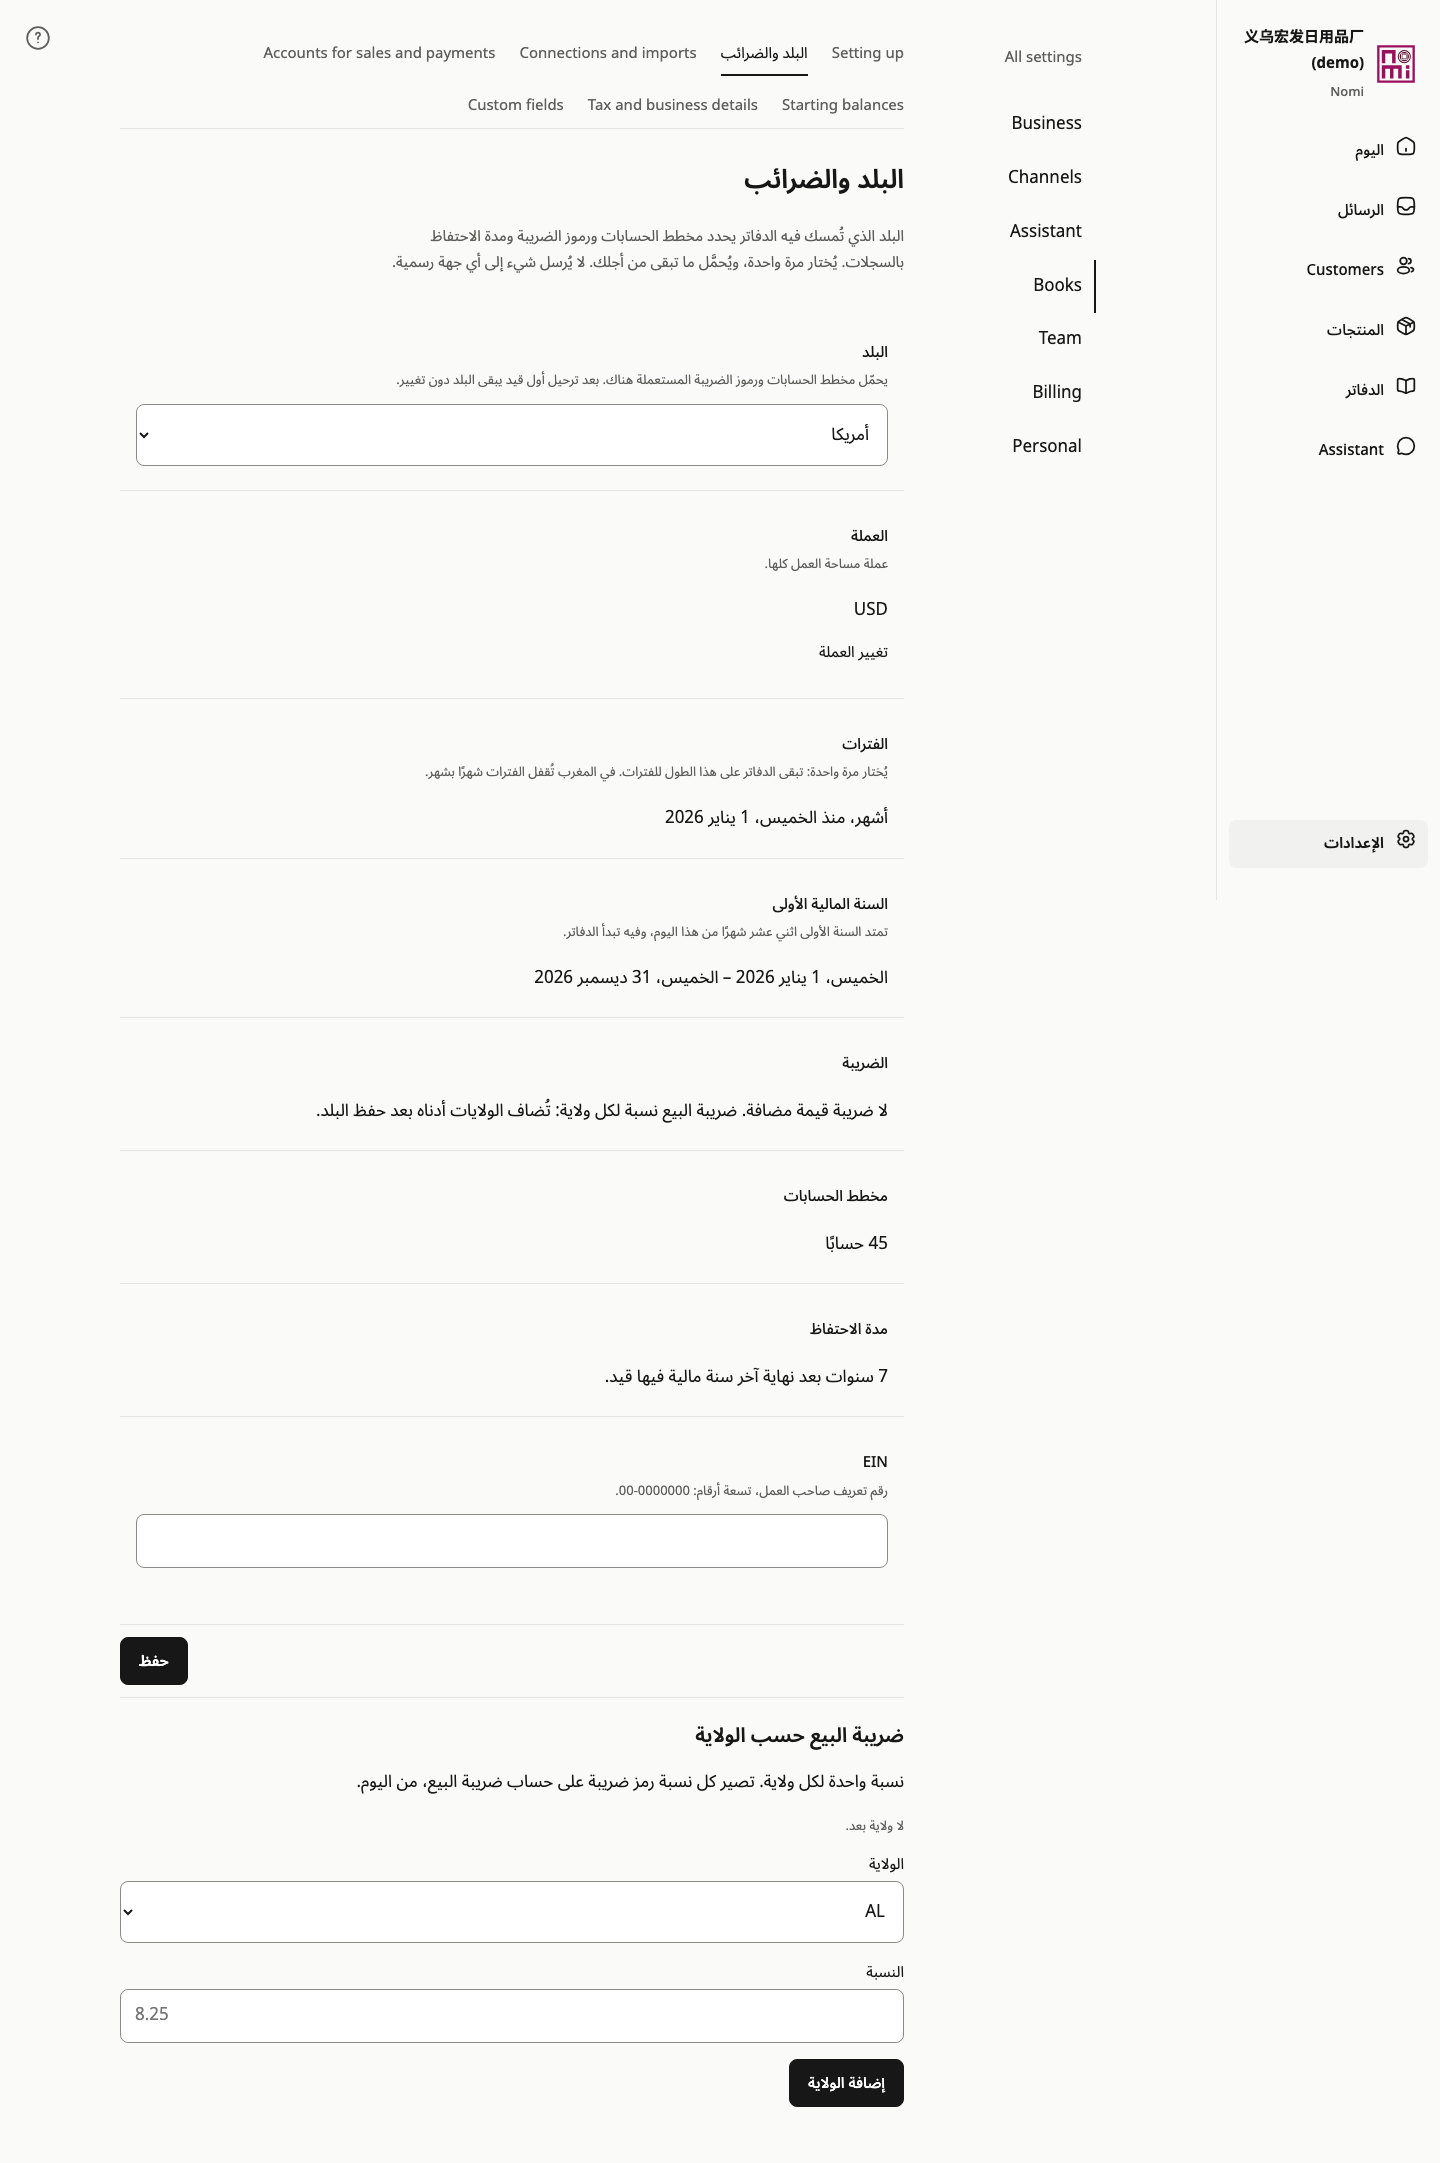 义乌宏发日用品厂
(demo)
Nomi
اليوم
الرسائل
Customers
المنتجات
الدفاتر
Assistant
الإعدادات
All settings
Business
Channels
Assistant
Books
Team
Billing
Personal
Setting up
البلد والضرائب
Connections and imports
Accounts for sales and payments
Starting balances
Tax and business details
Custom fields
البلد والضرائب
البلد الذي تُمسك فيه الدفاتر يحدد مخطط الحسابات ورموز الضريبة ومدة الاحتفاظ
بالسجلات. يُختار مرة واحدة، ويُحمَّل ما تبقى من أجلك. لا يُرسل شيء إلى أي جهة رسمية.
البلد
يحمّل مخطط الحسابات ورموز الضريبة المستعملة هناك. بعد ترحيل أول قيد يبقى البلد دون تغيير.
أمريكا
العملة
عملة مساحة العمل كلها.
USD
تغيير العملة
الفترات
يُختار مرة واحدة: تبقى الدفاتر على هذا الطول للفترات. في المغرب تُقفل الفترات شهرًا بشهر.
أشهر، منذ الخميس، 1 يناير 2026
السنة المالية الأولى
تمتد السنة الأولى اثني عشر شهرًا من هذا اليوم، وفيه تبدأ الدفاتر.
الخميس، 1 يناير 2026 – الخميس، 31 ديسمبر 2026
الضريبة
لا ضريبة قيمة مضافة. ضريبة البيع نسبة لكل ولاية: تُضاف الولايات أدناه بعد حفظ البلد.
مخطط الحسابات
45 حسابًا
مدة الاحتفاظ
7 سنوات بعد نهاية آخر سنة مالية فيها قيد.
EIN
رقم تعريف صاحب العمل، تسعة أرقام: 0000000-00.
حفظ
ضريبة البيع حسب الولاية
نسبة واحدة لكل ولاية. تصير كل نسبة رمز ضريبة على حساب ضريبة البيع، من اليوم.
لا ولاية بعد.
الولاية
AL
النسبة
8.25
إضافة الولاية